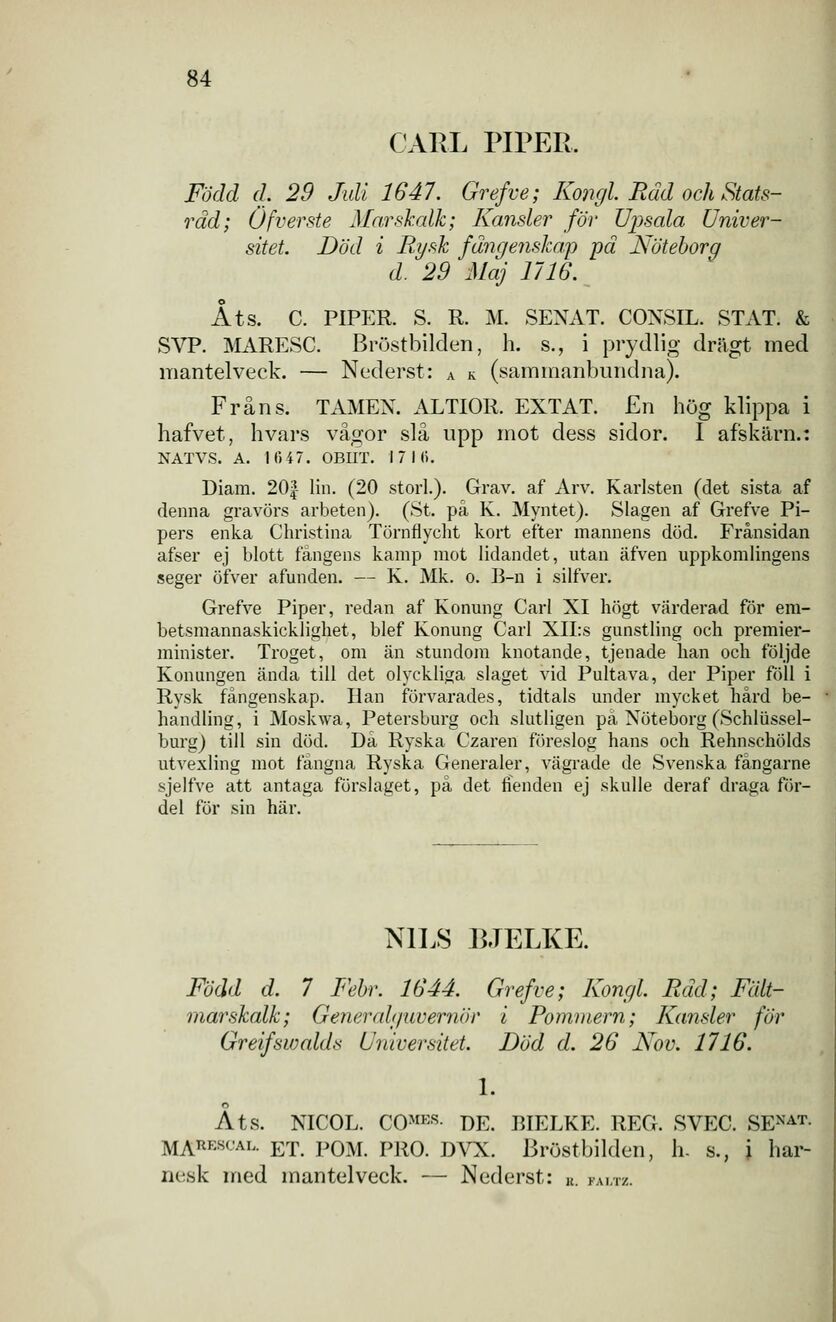 84
CARL PIPER.
Född d. 29 Juli 1647. Grefve; Kongl. Råd och Stats-
råd; Öfverste Marskalk; Kansler för Upsala Univer-
sitet. Död i Rysk fångenskap på Nöteborg
d. 29 Maj 1716.
Åts. C. PIPER. S. R. M. SENAT. CONSIL. STAT. &
SVP. MARESC. Bröstbilden, h. s., i prydlig drägt med
mantelveck. — Nederst: A K (sammanbundna).
Fråns. TAMEN. ALTIOR. EXTAT. En hög klippa i
hafvet, hvars vågor slå upp mot dess sidor. I afskärn.:
NATVS. A. 1647. OBIIT. 1716.
Diam. 20¾ lin. (20 storl.). Grav. af Arv. Karlsten (det sista af
denna gravörs arbeten). (St. på K. Myntet). Slagen af Grefve Pi-
pers enka Christina Törnflycht kort efter mannens död. Frånsidan
afser ej blott fångens kamp mot lidandet, utan äfven uppkomlingens
seger öfver afunden. — K. Mk. o. B-n i silfver.
Grefve Piper, redan af Konung Carl XI högt värderad för em-
betsmannaskicklighet, blef Konung Carl XII:s gunstling och premier-
minister. Troget, om än stundom knotande, tjenade han och följde
Konungen ända till det olyckliga slaget vid Pultava, der Piper föll i
Rysk fångenskap. Han förvarades, tidtals under mycket hård be-
handling, i Moskwa, Petersburg och slutligen på Nöteborg (Schlüssel-
burg) till sin död. Då Ryska Czaren föreslog hans och Rehnschölds
utvexling mot fångna Ryska Generaler, vägrade de Svenska fångarne
sjelfve att antaga förslaget, på det fienden ej skulle deraf draga för-
del för sin här.
NILS BJELKE.
Född d. 7 Febr. 1644. Grefve; Kongl. Råd; Fält-
marskalk; Generalguvernör i Pommern; Kansler för
Greifswalds Universitet. Död d. 26 Nov. 1716.
1.
Åts. NICOL. COMES. DE. BIELKE. REG. SVEC. SENAT.
MARESCAL. ET. POM. PRO. DVX. Bröstbilden, h. s., i har-
nesk med mantelveck. — Nederst: R. FALTZ.